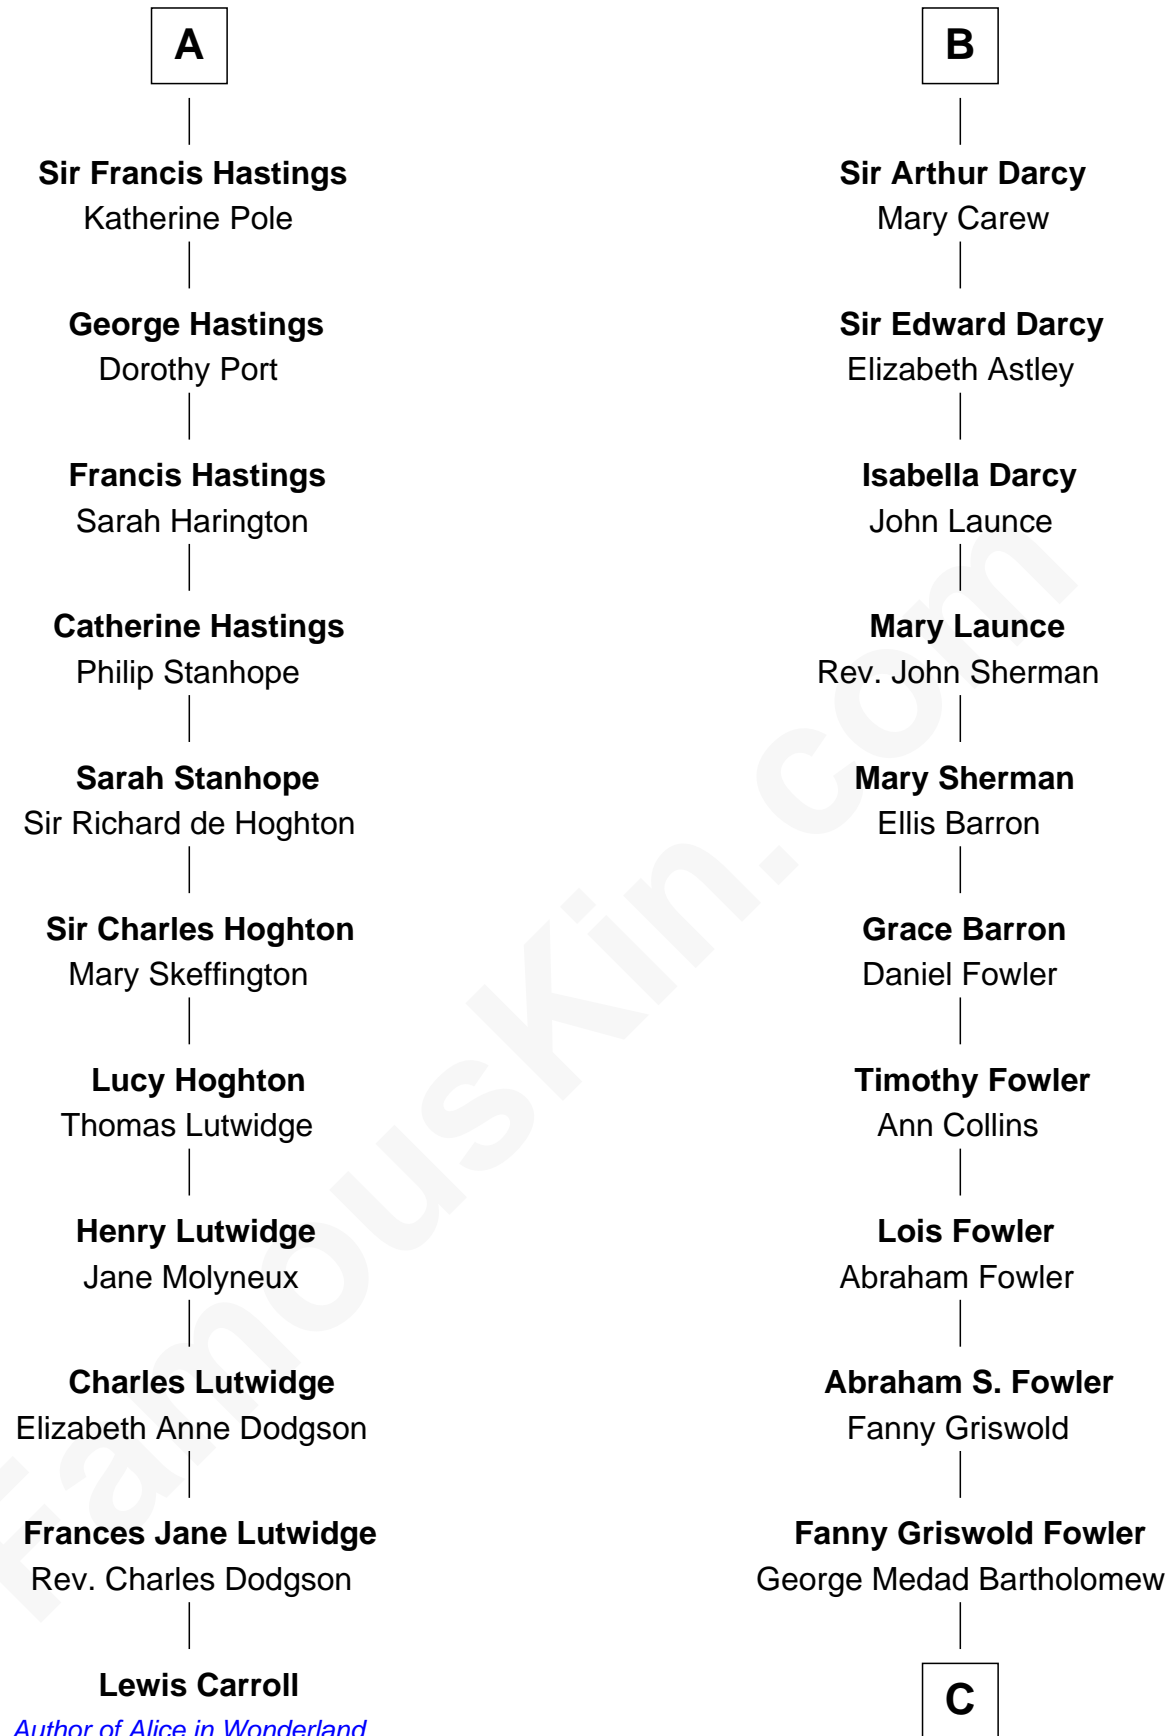 A
Sir Francis Hastings
Katherine Pole
George Hastings
Dorothy Port
Francis Hastings
Sarah Harington
Catherine Hastings
Philip Stanhope
Sarah Stanhope
Sir Richard de Hoghton
Sir Charles Hoghton
Mary Skeffington
Lucy Hoghton
Thomas Lutwidge
Henry Lutwidge
Jane Molyneux
Charles Lutwidge
Elizabeth Anne Dodgson
Frances Jane Lutwidge
Rev. Charles Dodgson
Lewis Carroll
Author of Alice in Wonderland
B
Sir Arthur Darcy
Mary Carew
Sir Edward Darcy
Elizabeth Astley
Isabella Darcy
John Launce
Mary Launce
Rev. John Sherman
Mary Sherman
Ellis Barron
Grace Barron
Daniel Fowler
Timothy Fowler
Ann Collins
Lois Fowler
Abraham Fowler
Abraham S. Fowler
Fanny Griswold
Fanny Griswold Fowler
George Medad Bartholomew
C
FamousKin.com